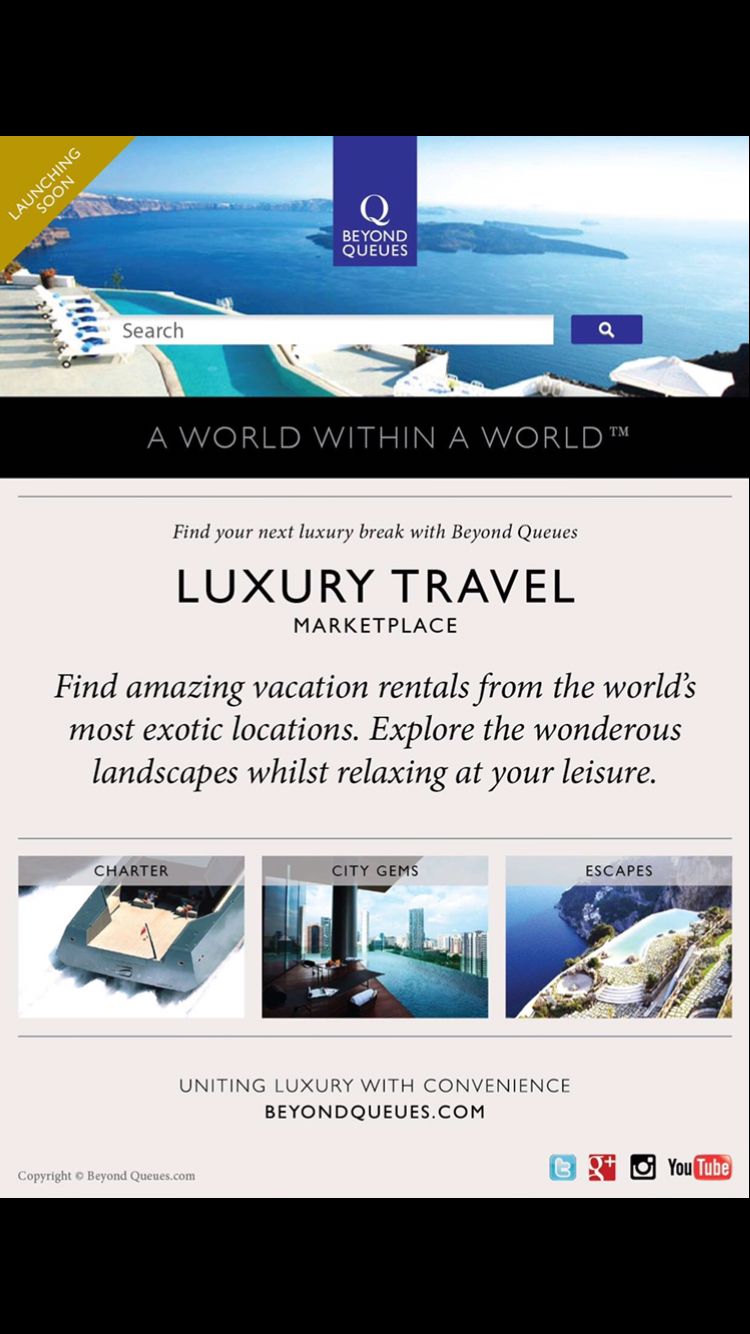 LAUNCHING
SOON
Q
BEYOND
QUEUES
Search
A WORLD WITHIN A WORLD™
Find your next luxury break with Beyond Queues
LUXURY TRAVEL
MARKETPLACE
Find amazing vacation rentals from the world’s
most exotic locations. Explore the wonderous
landscapes whilst relaxing at your leisure.
CHARTER
CITY GEMS
ESCAPES
UNITING LUXURY WITH CONVENIENCE
BEYONDQUEUES.COM
Copyright © Beyond Queues.com
You Tube